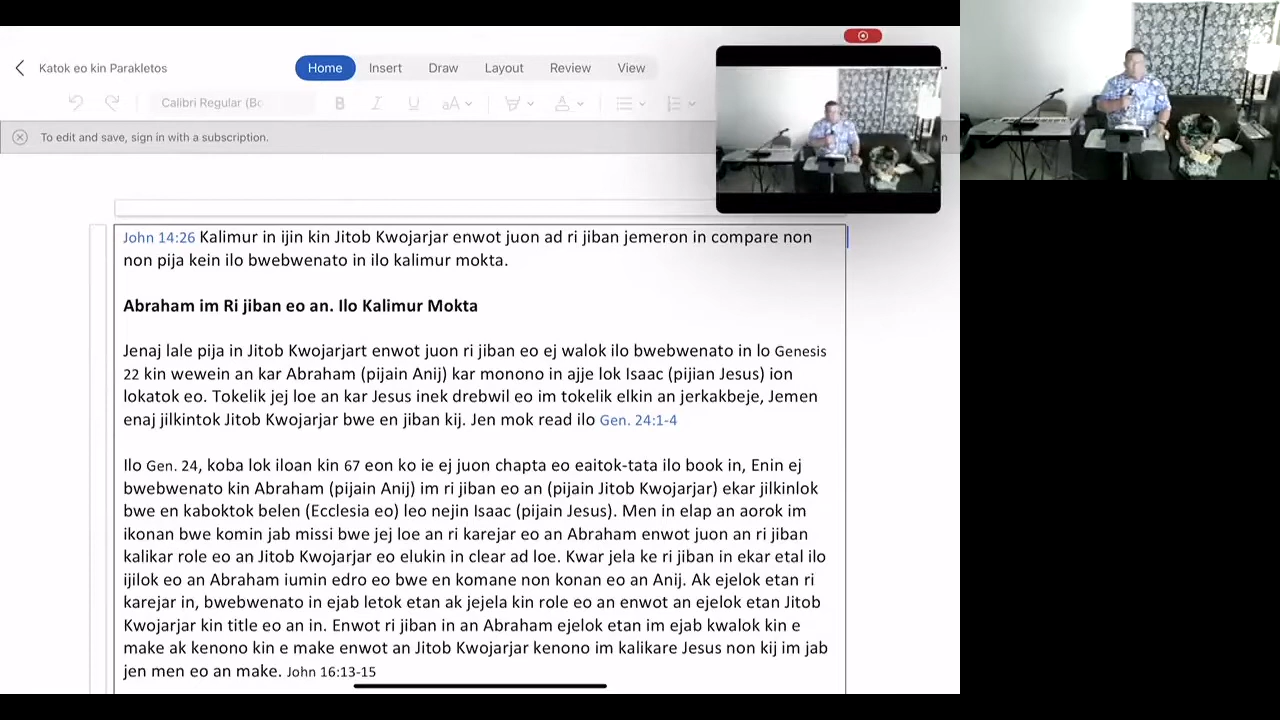 Katok eo kin Parakletos
Home Insert Draw Layout Review View
Calibri Regular (Bo
B I U aA A
To edit and save, sign in with a subscription.
John 14:26 Kalimur in ijin kin Jitob Kwojarjar enwot juon ad ri jiban jemeron in compare non
non pija kein ilo bwebwenato in ilo kalimur mokta.
Abraham im Ri jiban eo an. Ilo Kalimur Mokta
Jenaj lale pija in Jitob Kwojarjart enwot juon ri jiban eo ej walok ilo bwebwenato in lo Genesis
22 kin wewein an kar Abraham (pijain Anij) kar monono in ajje lok Isaac (pijian Jesus) ion
lokatok eo. Tokelik jej loe an kar Jesus inek drebwil eo im tokelik elkin an jerkakbeje, Jemen
enaj jilkintok Jitob Kwojarjar bwe en jiban kij. Jen mok read ilo Gen. 24:1-4
Ilo Gen. 24, koba lok iloan kin 67 eon ko ie ej juon chapta eo eaitok-tata ilo book in, Enin ej
bwebwenato kin Abraham (pijain Anij) im ri jiban eo an (pijain Jitob Kwojarjar) ekar jilkinlok
bwe en kaboktok belen (Ecclesia eo) leo nejin Isaac (pijain Jesus). Men in elap an aorok im
ikonan bwe komin jab missi bwe jej loe an ri karejar eo an Abraham enwot juon an ri jiban
kalikar role eo an Jitob Kwojarjar eo elukin in clear ad loe. Kwar jela ke ri jiban in ekar etal ilo
ijilok eo an Abraham iumin edro eo bwe en komane non konan eo an Anij. Ak ejelok etan ri
karejar in, bwebwenato in ejab letok etan ak jejela kin role eo an enwot an ejelok etan Jitob
Kwojarjar kin title eo an in. Enwot ri jiban in an Abraham ejelok etan im ejab kwalok kin e
make ak kenono kin e make enwot an Jitob Kwojarjar kenono im kalikare Jesus non kij im jab
jen men eo an make. John 16:13-15